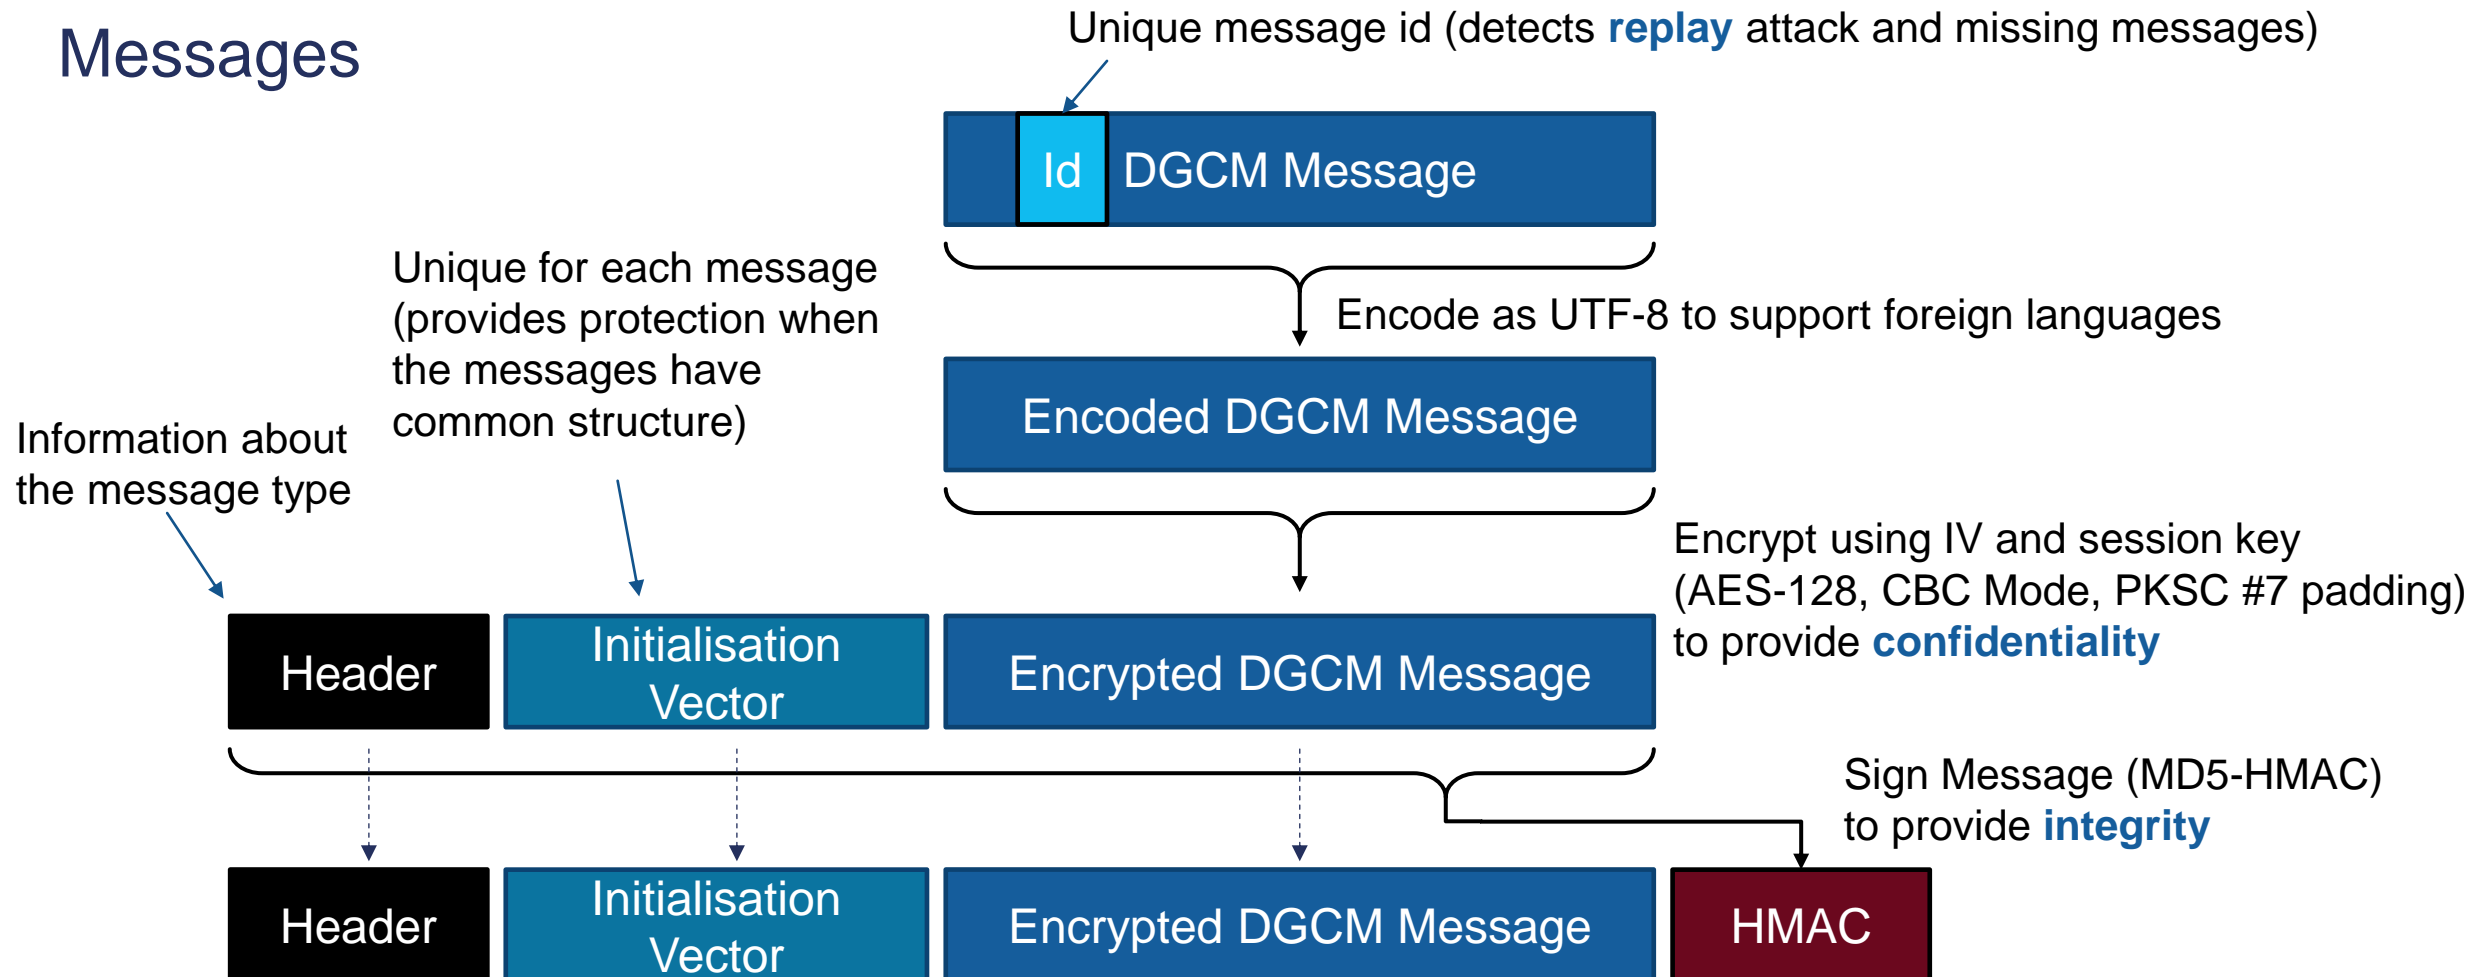 Messages
Unique message id (detects replay attack and missing messages)
Id
DGCM Message
Unique for each message
(provides protection when
the messages have
common structure)
Encode as UTF-8 to support foreign languages
Information about
the message type
Encoded DGCM Message
Encrypt using IV and session key
(AES-128, CBC Mode, PKSC #7 padding)
to provide confidentiality
Header
Initialisation
Vector
Encrypted DGCM Message
Sign Message (MD5-HMAC)
to provide integrity
Header
Initialisation
Vector
Encrypted DGCM Message
HMAC